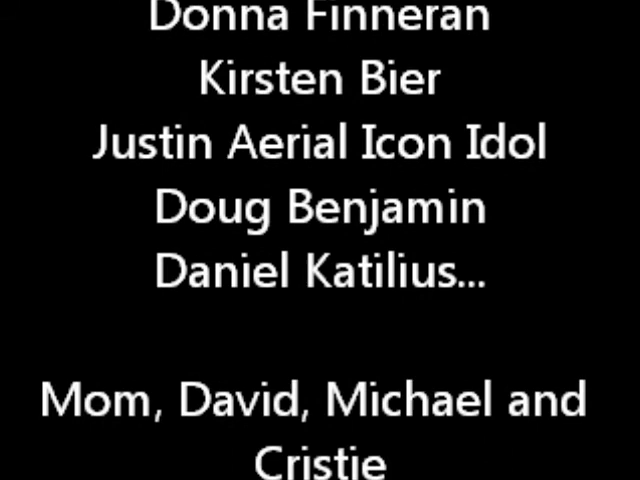 Donna Finneran
Kirsten Bier
Justin Aerial Icon Idol
Doug Benjamin
Daniel Katilius...
Mom, David, Michael and
Cristie